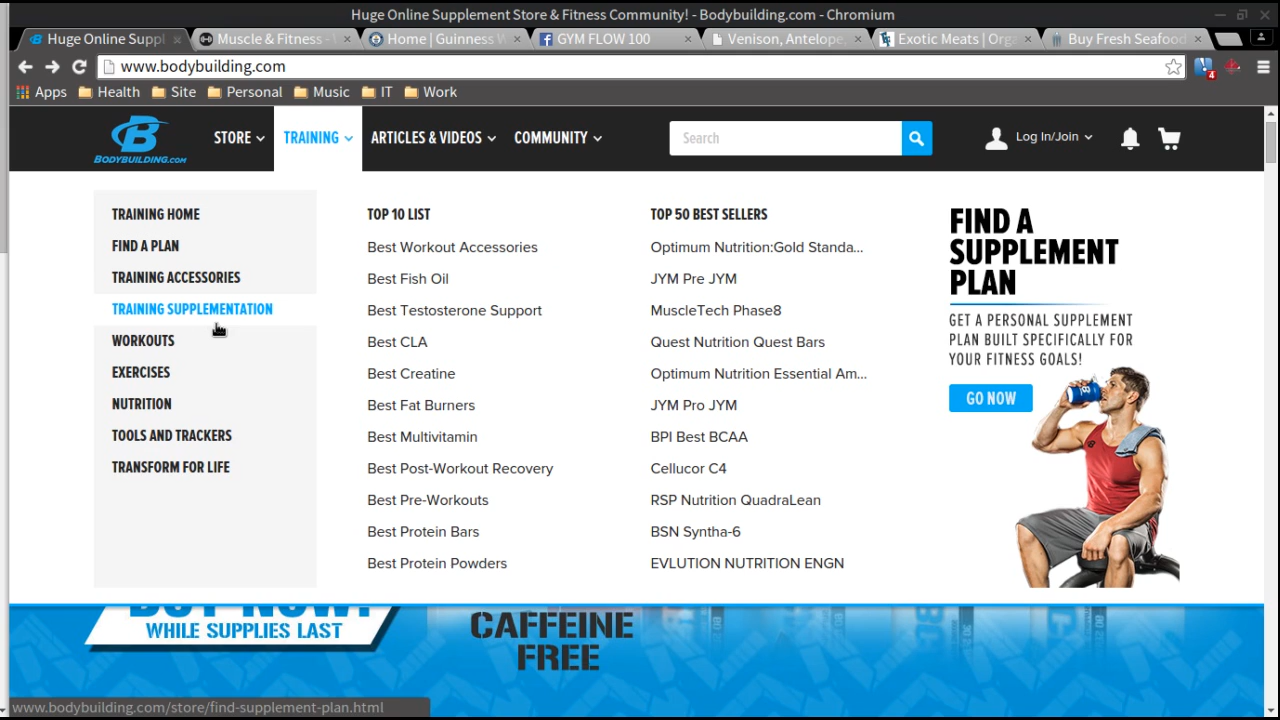 Huge Online Supplement Store & Fitness Community! - Bodybuilding.com - Chromium
Huge Online Suppl
Muscle & Fitness -
Home | Guinness W
GYM FLOW 100
Venison, Antelope,
Exotic Meats | Org
Buy Fresh Seafood
www.bodybuilding.com
4
Apps Health Site Personal Music IT Work
B
BODYBUILDING.COM
STORE TRAINING ARTICLES & VIDEOS COMMUNITY Search Log In/Join
TRAINING HOME
FIND A PLAN
TRAINING ACCESSORIES
TRAINING SUPPLEMENTATION
WORKOUTS
EXERCISES
NUTRITION
TOOLS AND TRACKERS
TRANSFORM FOR LIFE
TOP 10 LIST
Best Workout Accessories
Best Fish Oil
Best Testosterone Support
Best CLA
Best Creatine
Best Fat Burners
Best Multivitamin
Best Post-Workout Recovery
Best Pre-Workouts
Best Protein Bars
Best Protein Powders
TOP 50 BEST SELLERS
Optimum Nutrition:Gold Standa...
JYM Pre JYM
MuscleTech Phase8
Quest Nutrition Quest Bars
Optimum Nutrition Essential Am...
JYM Pro JYM
BPI Best BCAA
Cellucor C4
RSP Nutrition QuadraLean
BSN Syntha-6
EVLUTION NUTRITION ENGN
FIND A
SUPPLEMENT
PLAN
GET A PERSONAL SUPPLEMENT
PLAN BUILT SPECIFICALLY FOR
YOUR FITNESS GOALS!
GO NOW
BUY NOW!
WHILE SUPPLIES LAST
CAFFEINE
FREE
www.bodybuilding.com/store/find-supplement-plan.html